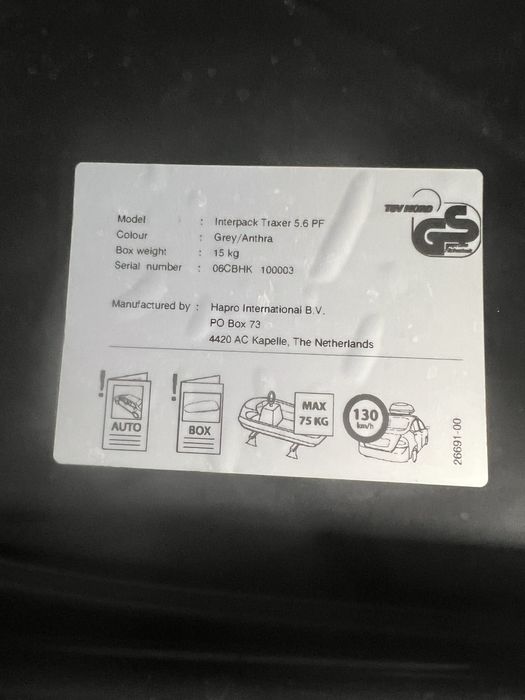 TÜV NORD
GS
Model : Interpack Traxer 5.6 PF
Colour : Grey/Anthra
Box weight : 15 kg
Serial number : 06CBHK 100003
Manufactured by : Hapro International B.V.
PO Box 73
4420 AC Kapelle, The Netherlands
! AUTO
! BOX
MAX
75 KG
130
km/h
26691-00